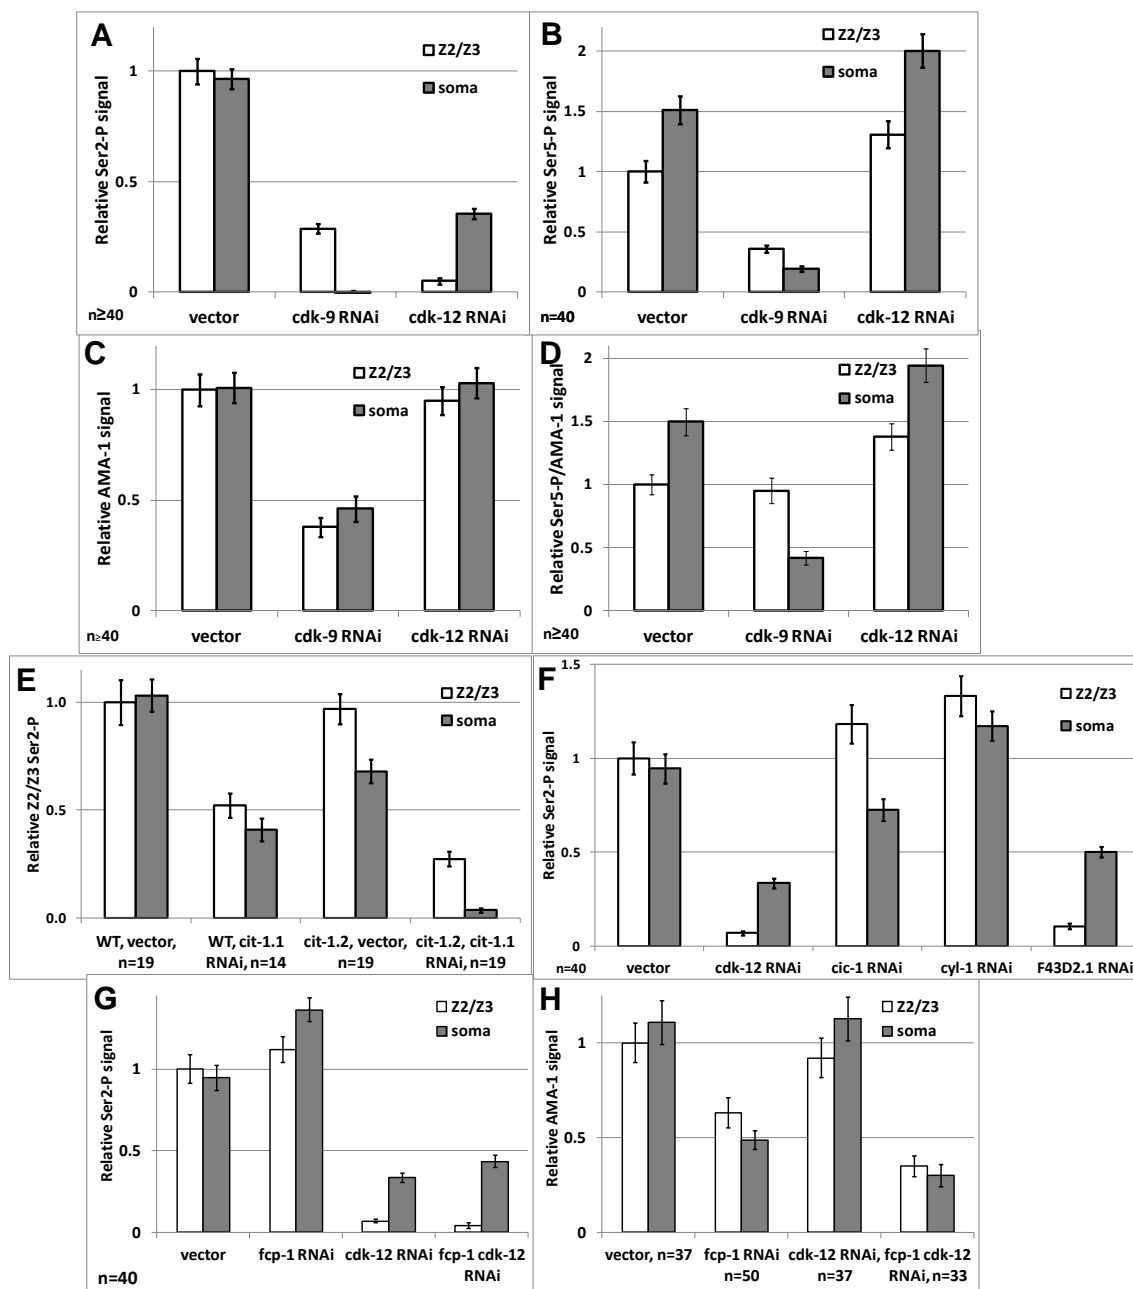 A
Relative Ser2-P signal
1
0.5
0
Z2/Z3
soma
vector
cdk-9 RNAi
cdk-12 RNAi
n≥40
B
Relative Ser5-P signal
2
1.5
1
0.5
0
Z2/Z3
soma
vector
cdk-9 RNAi
cdk-12 RNAi
n=40
C
Relative AMA-1 signal
1
0.5
0
Z2/Z3
soma
vector
cdk-9 RNAi
cdk-12 RNAi
n≥40
D
Relative Ser5-P/AMA-1 signal
2
1.5
1
0.5
0
Z2/Z3
soma
vector
cdk-9 RNAi
cdk-12 RNAi
n≥40
E
Relative Z2/Z3 Ser2-P
1.0
0.5
0.0
Z2/Z3
soma
WT, vector,
n=19
WT, cit-1.1
RNAi, n=14
cit-1.2, vector,
n=19
cit-1.2, cit-1.1
RNAi, n=19
F
Relative Ser2-P signal
1.5
1
0.5
0
Z2/Z3
soma
vector
cdk-12 RNAi
cic-1 RNAi
cyl-1 RNAi
F43D2.1 RNAi
n=40
G
Relative Ser2-P signal
1
0.5
0
Z2/Z3
soma
vector
fcp-1 RNAi
cdk-12 RNAi
fcp-1 cdk-12
RNAi
n=40
H
Relative AMA-1 signal
1
0.5
0
Z2/Z3
soma
vector, n=37
fcp-1 RNAi
n=50
cdk-12 RNAi,
n=37
fcp-1 cdk-12
RNAi, n=33